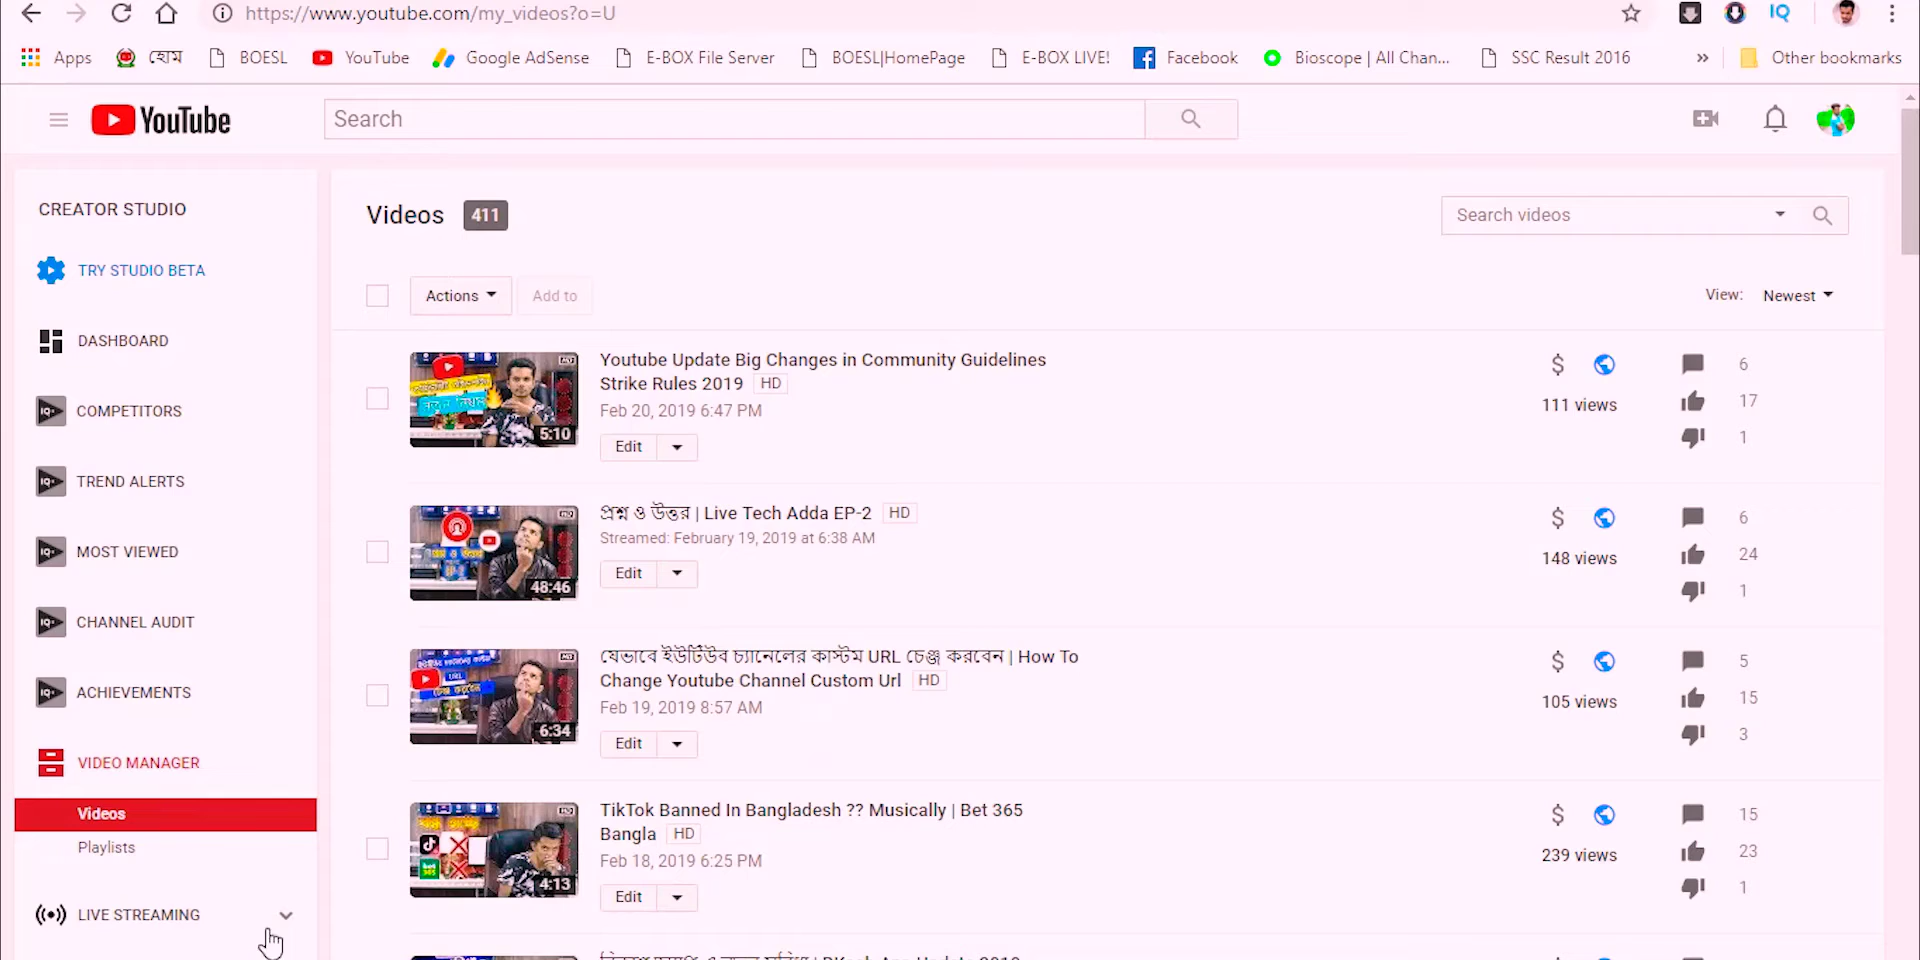 https://www.youtube.com/my_videos?o=U
IQ
Apps হোম BOESL YouTube Google AdSense E-BOX File Server BOESL|HomePage E-BOX LIVE! Facebook Bioscope | All Chan... SSC Result 2016 » Other bookmarks
YouTube Search
CREATOR STUDIO
TRY STUDIO BETA
DASHBOARD
COMPETITORS
TREND ALERTS
MOST VIEWED
CHANNEL AUDIT
ACHIEVEMENTS
VIDEO MANAGER
Videos
Playlists
LIVE STREAMING
Videos 411
Search videos
Actions Add to
View: Newest
Youtube Update Big Changes in Community Guidelines
Strike Rules 2019 HD
Feb 20, 2019 6:47 PM
Edit
5:10
$
111 views
6
17
1
প্রশ্ন ও উত্তর | Live Tech Adda EP-2 HD
Streamed: February 19, 2019 at 6:38 AM
Edit
48:46
$
148 views
6
24
1
যেভাবে ইউটিউব চ্যানেলের কাস্টম URL চেঞ্জ করবেন | How To
Change Youtube Channel Custom Url HD
Feb 19, 2019 8:57 AM
Edit
URL
6:34
$
105 views
5
15
3
TikTok Banned In Bangladesh ?? Musically | Bet 365
Bangla HD
Feb 18, 2019 6:25 PM
Edit
bet
365
4:13
$
239 views
15
23
1